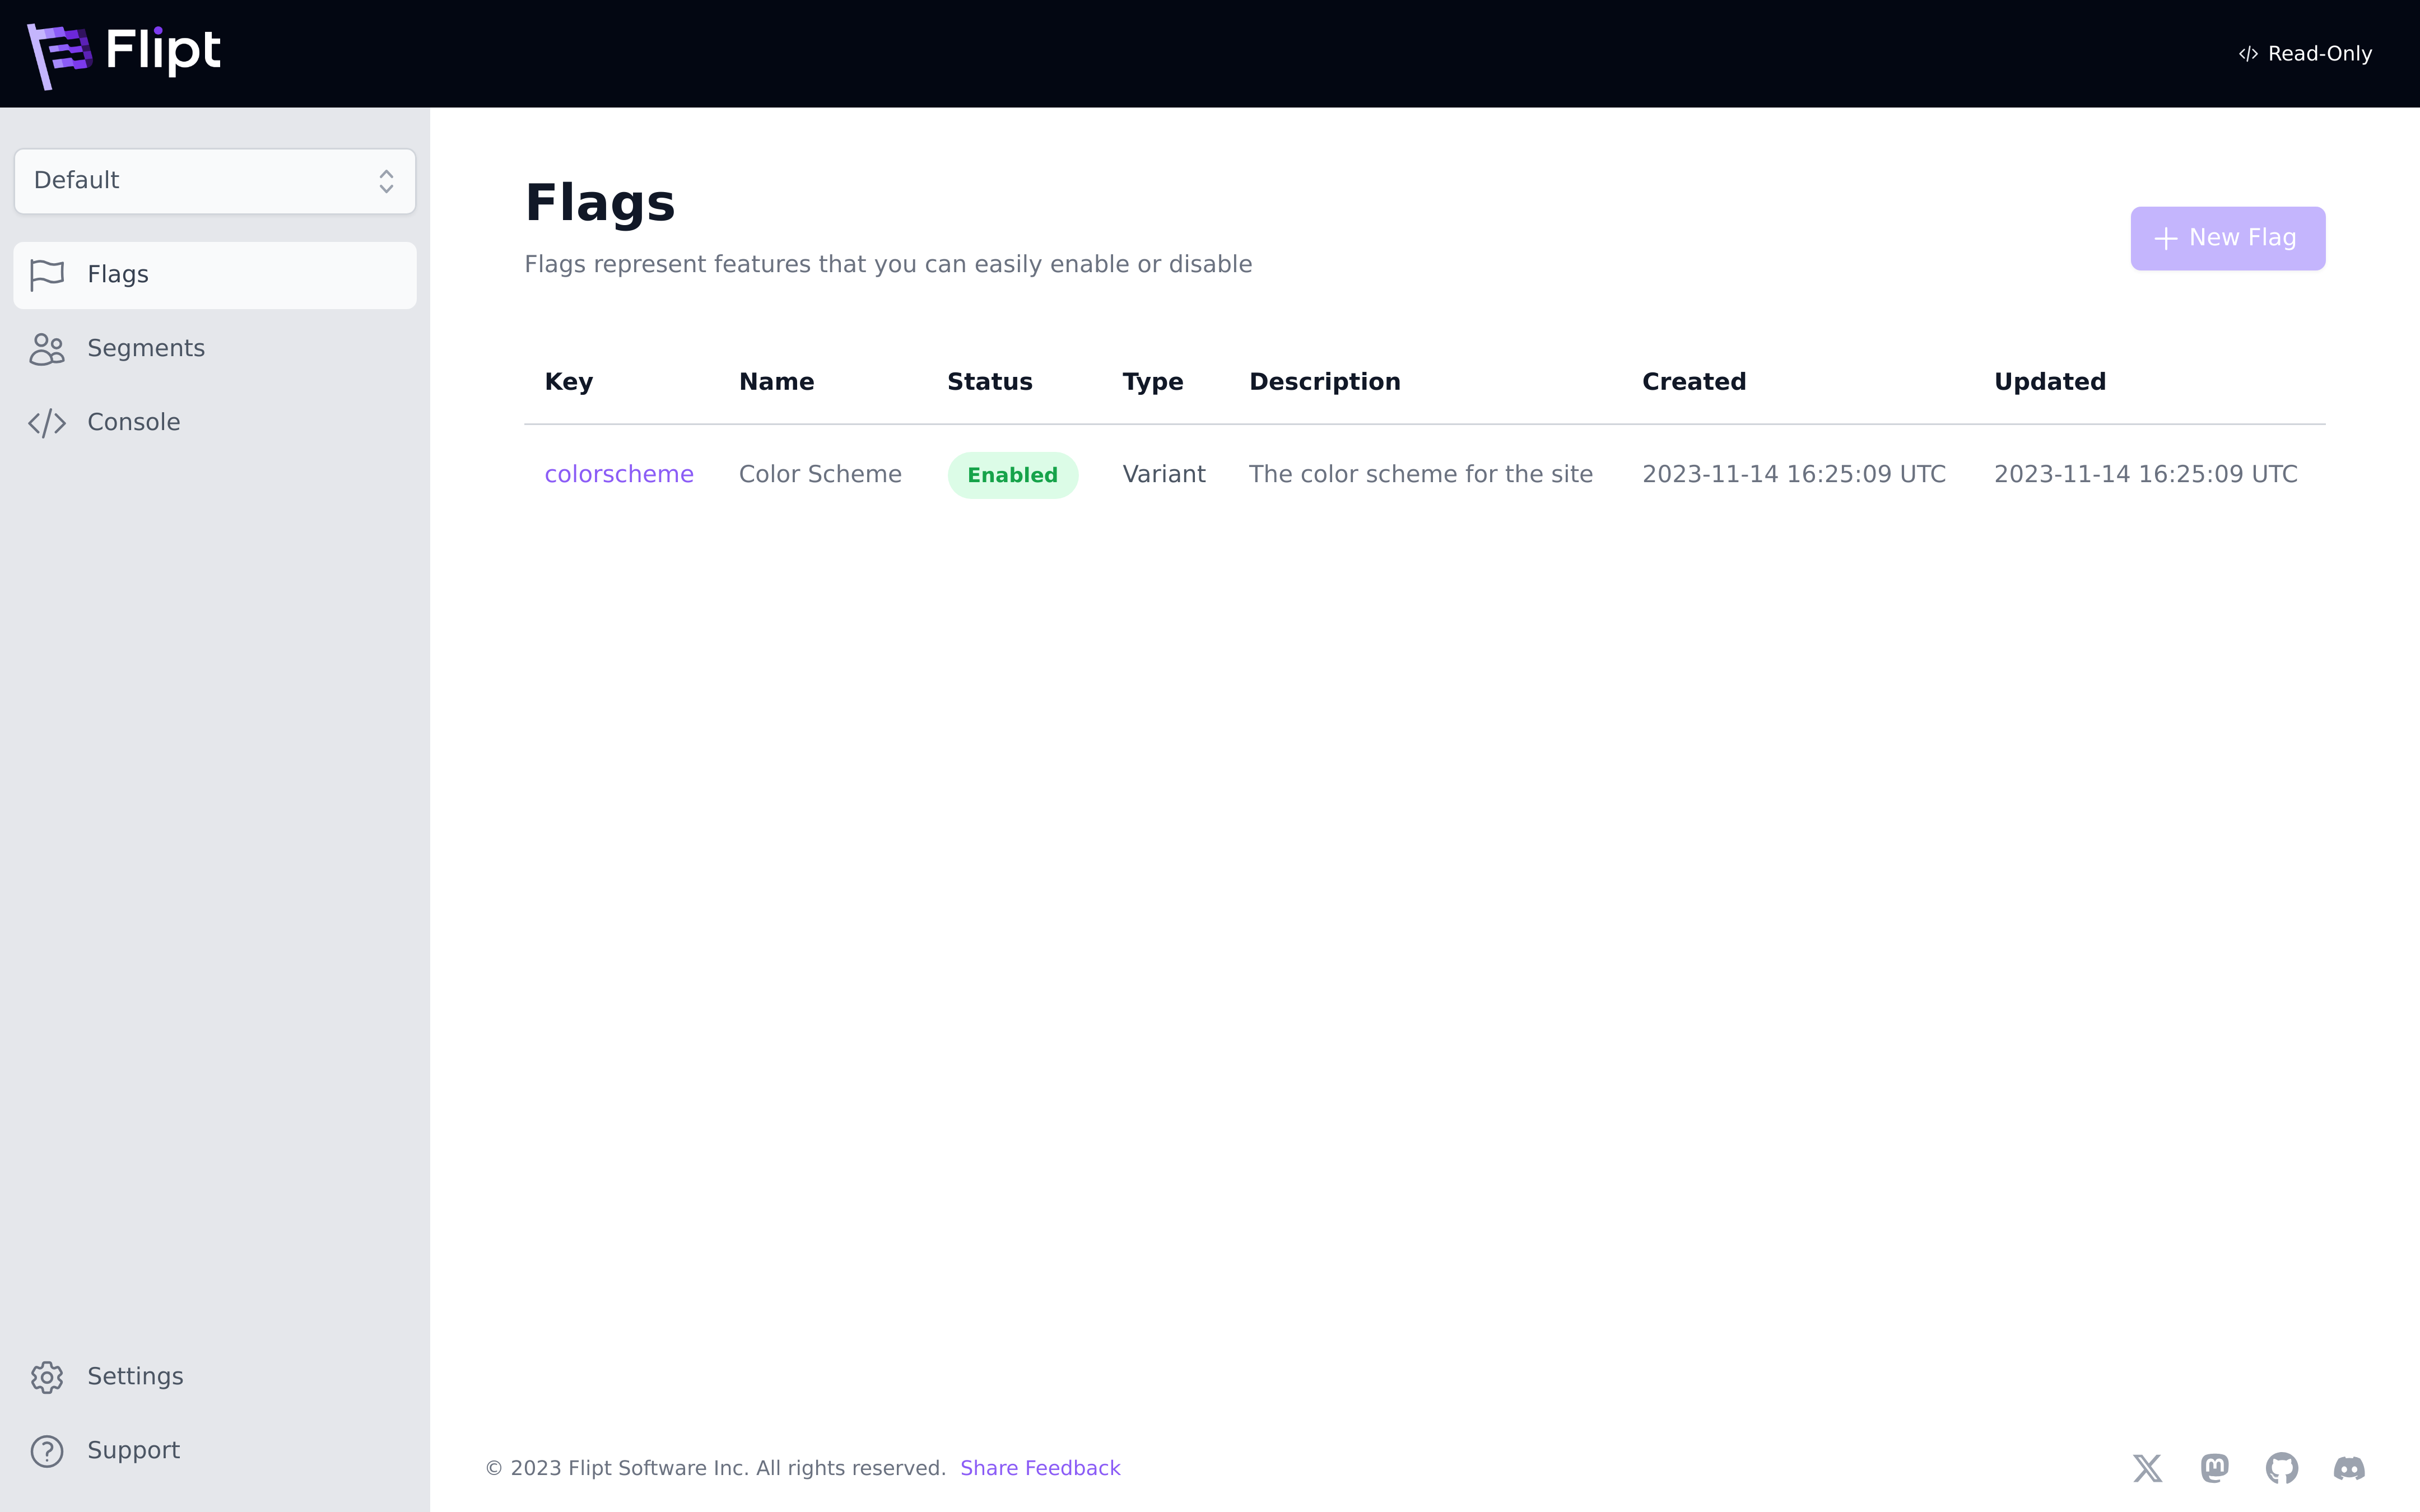 Flipt
Read-Only
Default
Flags
Segments
Console
Settings
Support
Flags
Flags represent features that you can easily enable or disable
New Flag
Key Name Status Type Description Created Updated
colorscheme Color Scheme Enabled Variant The color scheme for the site 2023-11-14 16:25:09 UTC 2023-11-14 16:25:09 UTC
© 2023 Flipt Software Inc. All rights reserved. Share Feedback